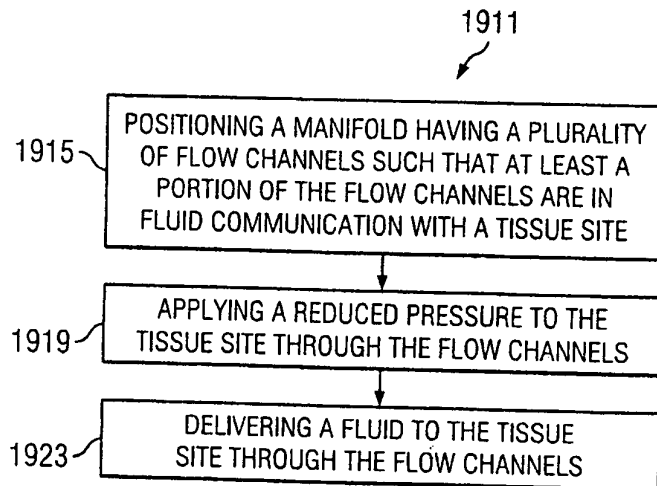 1911
1915
POSITIONING A MANIFOLD HAVING A PLURALITY
OF FLOW CHANNELS SUCH THAT AT LEAST A
PORTION OF THE FLOW CHANNELS ARE IN
FLUID COMMUNICATION WITH A TISSUE SITE
1919
APPLYING A REDUCED PRESSURE TO THE
TISSUE SITE THROUGH THE FLOW CHANNELS
1923
DELIVERING A FLUID TO THE TISSUE
SITE THROUGH THE FLOW CHANNELS